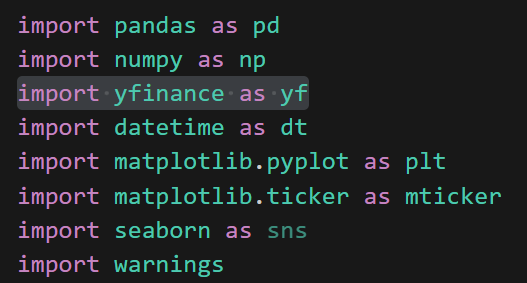 import pandas as pd
import numpy as np
import yfinance as yf
import datetime as dt
import matplotlib.pyplot as plt
import matplotlib.ticker as mticker
import seaborn as sns
import warnings